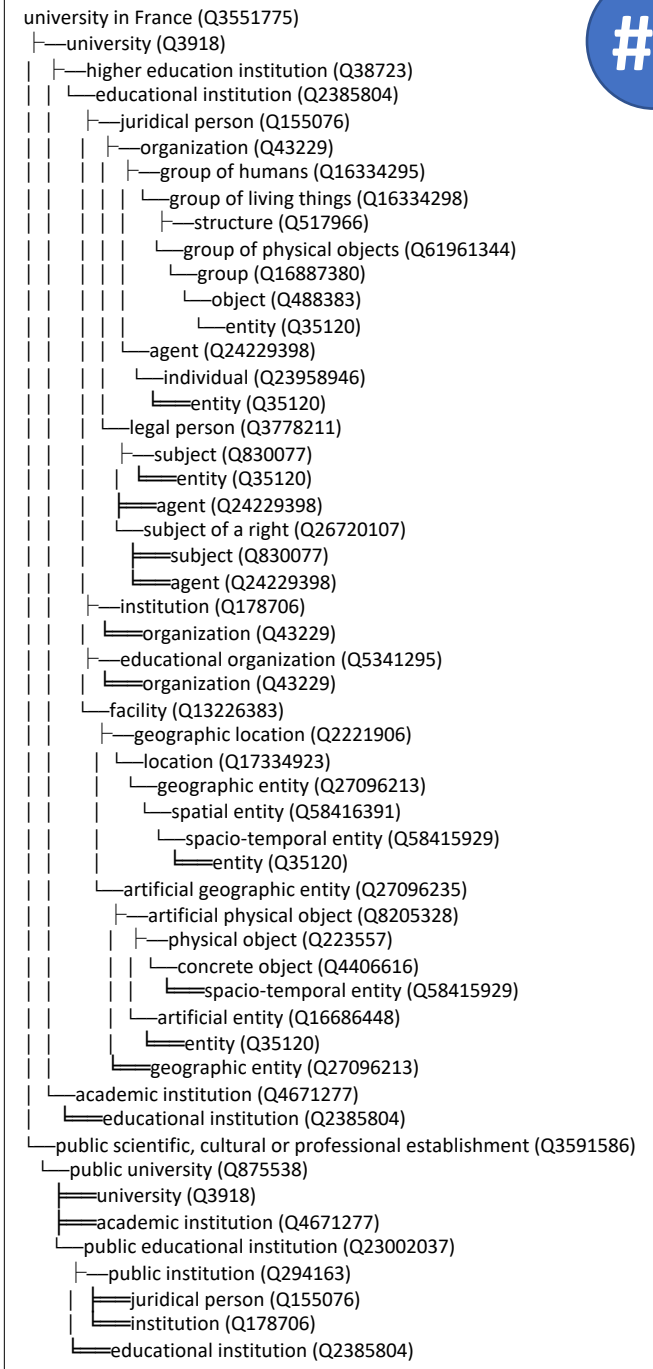 university in France (Q3551775)
├─university (Q3918)
│ ├─higher education institution (Q38723)
│ │ └─educational institution (Q2385804)
│ │ ├─juridical person (Q155076)
│ │ │ ├─organization (Q43229)
│ │ │ │ ├─group of humans (Q16334295)
│ │ │ │ │ └─group of living things (Q16334298)
│ │ │ │ │ ├─structure (Q517966)
│ │ │ │ │ └─group of physical objects (Q61961344)
│ │ │ │ │ └─group (Q16887380)
│ │ │ │ │ └─object (Q488383)
│ │ │ │ │ └─entity (Q35120)
│ │ │ │ └─agent (Q24229398)
│ │ │ │ └─individual (Q23958946)
│ │ │ │ ╘══entity (Q35120)
│ │ │ └─legal person (Q3778211)
│ │ │ ├─subject (Q830077)
│ │ │ │ ╘══entity (Q35120)
│ │ │ ╞══agent (Q24229398)
│ │ │ └─subject of a right (Q26720107)
│ │ │ ╞══subject (Q830077)
│ │ │ ╘══agent (Q24229398)
│ │ ├─institution (Q178706)
│ │ │ ╘══organization (Q43229)
│ │ ├─educational organization (Q5341295)
│ │ │ ╘══organization (Q43229)
│ │ └─facility (Q13226383)
│ │ ├─geographic location (Q2221906)
│ │ │ └─location (Q17334923)
│ │ │ └─geographic entity (Q27096213)
│ │ │ └─spatial entity (Q58416391)
│ │ │ └─spacio-temporal entity (Q58415929)
│ │ │ ╘══entity (Q35120)
│ │ └─artificial geographic entity (Q27096235)
│ │ ├─artificial physical object (Q8205328)
│ │ │ ├─physical object (Q223557)
│ │ │ │ └─concrete object (Q4406616)
│ │ │ │ ╘══spacio-temporal entity (Q58415929)
│ │ │ └─artificial entity (Q16686448)
│ │ │ ╘══entity (Q35120)
│ │ ╘══geographic entity (Q27096213)
│ └─academic institution (Q4671277)
│ ╘══educational institution (Q2385804)
└─public scientific, cultural or professional establishment (Q3591586)
└─public university (Q875538)
╞══university (Q3918)
╞══academic institution (Q4671277)
└─public educational institution (Q23002037)
├─public institution (Q294163)
│ ╞══juridical person (Q155076)
│ ╘══institution (Q178706)
╘══educational institution (Q2385804)
#